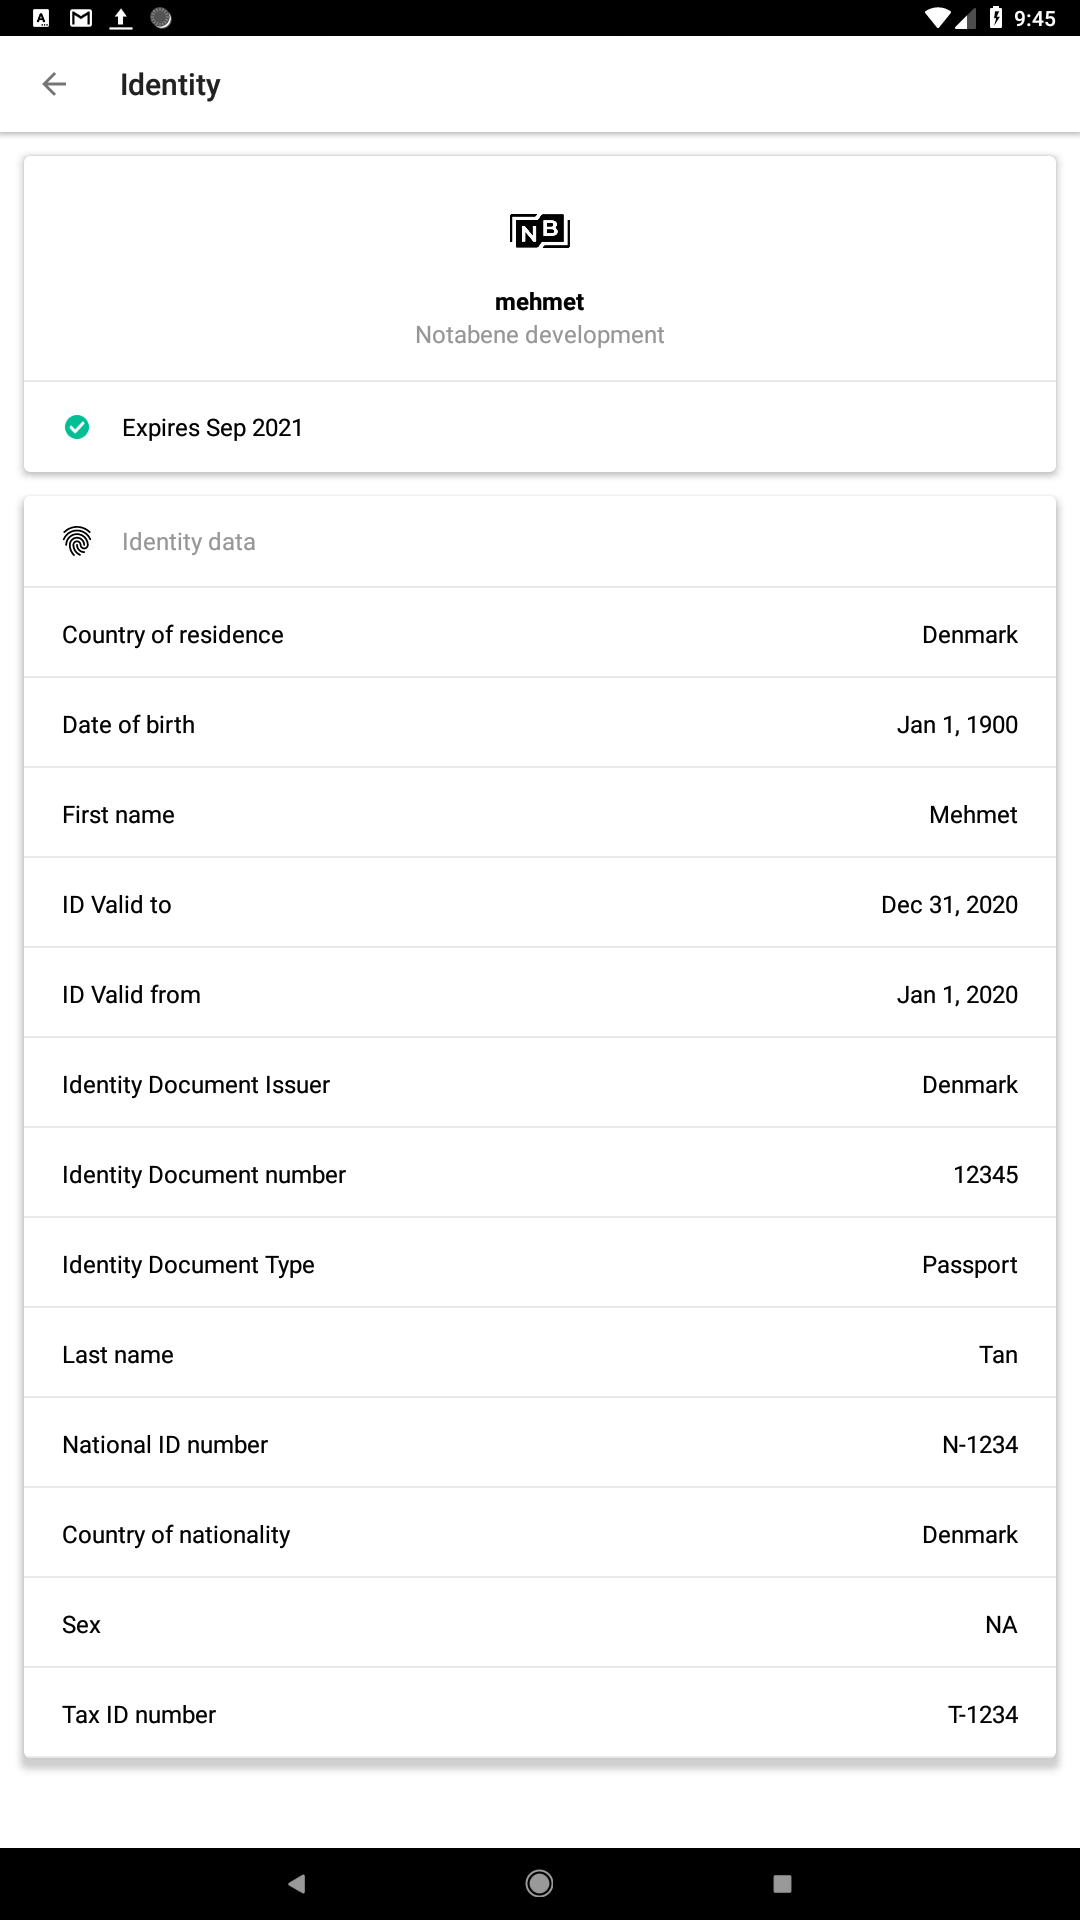 9:45
Identity
NB
mehmet
Notabene development
Expires Sep 2021
Identity data
Country of residence Denmark
Date of birth Jan 1, 1900
First name Mehmet
ID Valid to Dec 31, 2020
ID Valid from Jan 1, 2020
Identity Document Issuer Denmark
Identity Document number 12345
Identity Document Type Passport
Last name Tan
National ID number N-1234
Country of nationality Denmark
Sex NA
Tax ID number T-1234